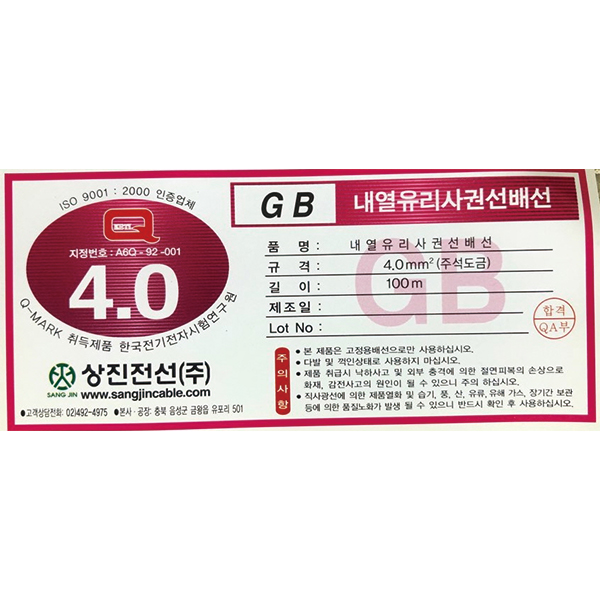 ISO 9001 : 2000 인증업체
Q
지정번호 : A6Q - 92 -001
4.0
Q-MARK 취득제품 한국전기전자시험연구원
SANG JIN
상진전선(주)
www.sangjincable.com
●고객상담전화: 02)492-4975 ●본사·공장: 충북 음성군 금왕읍 유포리 501
GB 내열유리사권선배선
GB
품 명 : 내열유리사권선배선
규 격 : 4.0mm² (주석도금)
길 이 : 100m
제조일 :
Lot No :
합격
QA부
주의사항
● 본 제품은 고정용배선으로만 사용하십시오.
● 다발 및 꺽인상태로 사용하지 마십시오.
● 제품 취급시 낙하사고 및 외부 충격에 의한 절연피복의 손상으로
화재, 감전사고의 원인이 될 수 있으니 주의 하십시오.
● 직사광선에 의한 제품열화 및 습기, 풍, 산, 유류, 유해 가스, 장기간 보관
등에 의한 품질노화가 발생 될 수 있으니 반드시 확인 후 사용하십시오.